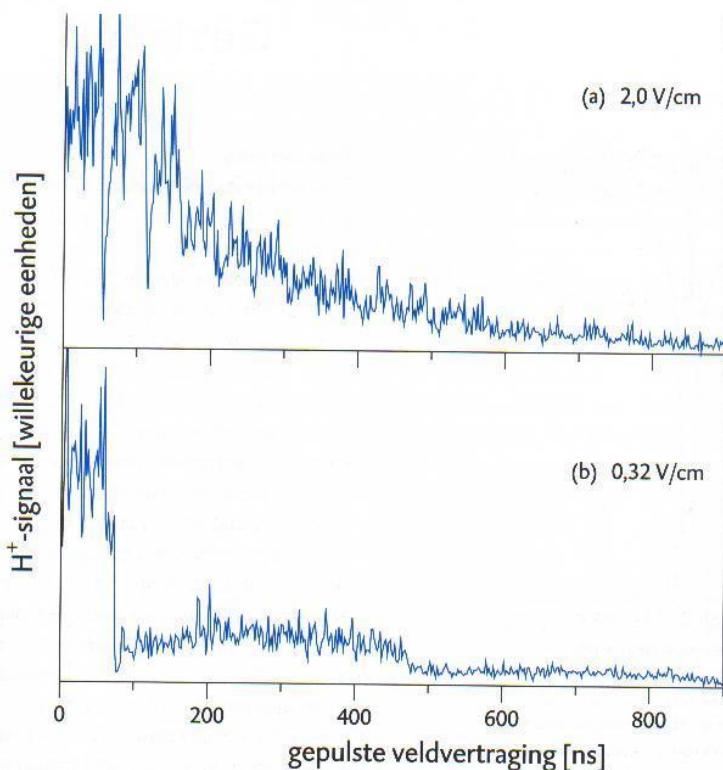 (a) 2,0 V/cm
H⁺-signaal [willekeurige eenheden]
(b) 0,32 V/cm
0 200 400 600 800
gepulste veldvertraging [ns]